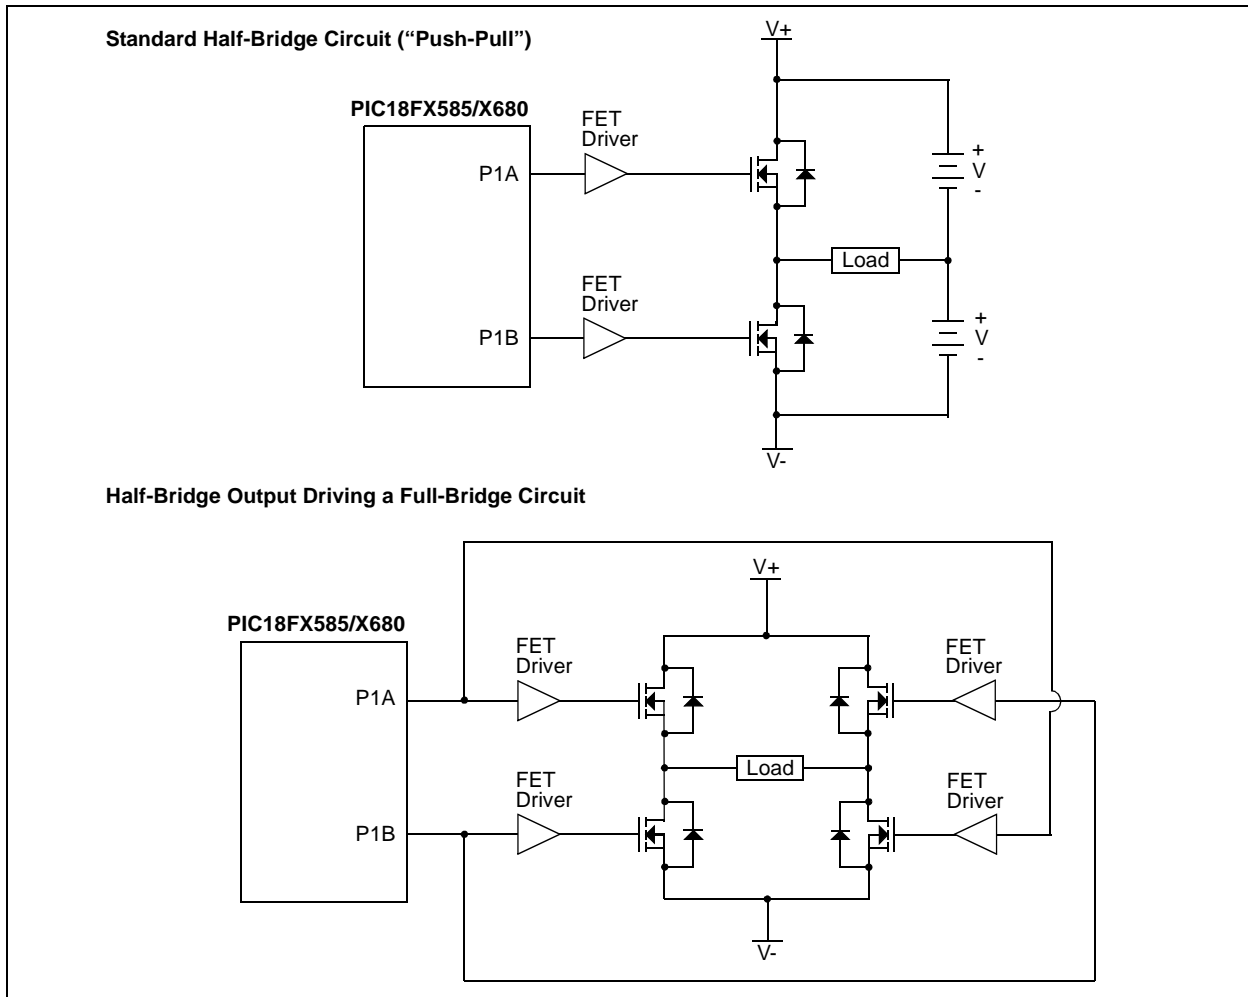 Standard Half-Bridge Circuit (“Push-Pull”)
V+
PIC18FX585/X680
FET
Driver
P1A
+
V
-
Load
FET
Driver
P1B
+
V
-
V-
Half-Bridge Output Driving a Full-Bridge Circuit
V+
PIC18FX585/X680
FET
Driver
FET
Driver
P1A
Load
FET
Driver
FET
Driver
P1B
V-